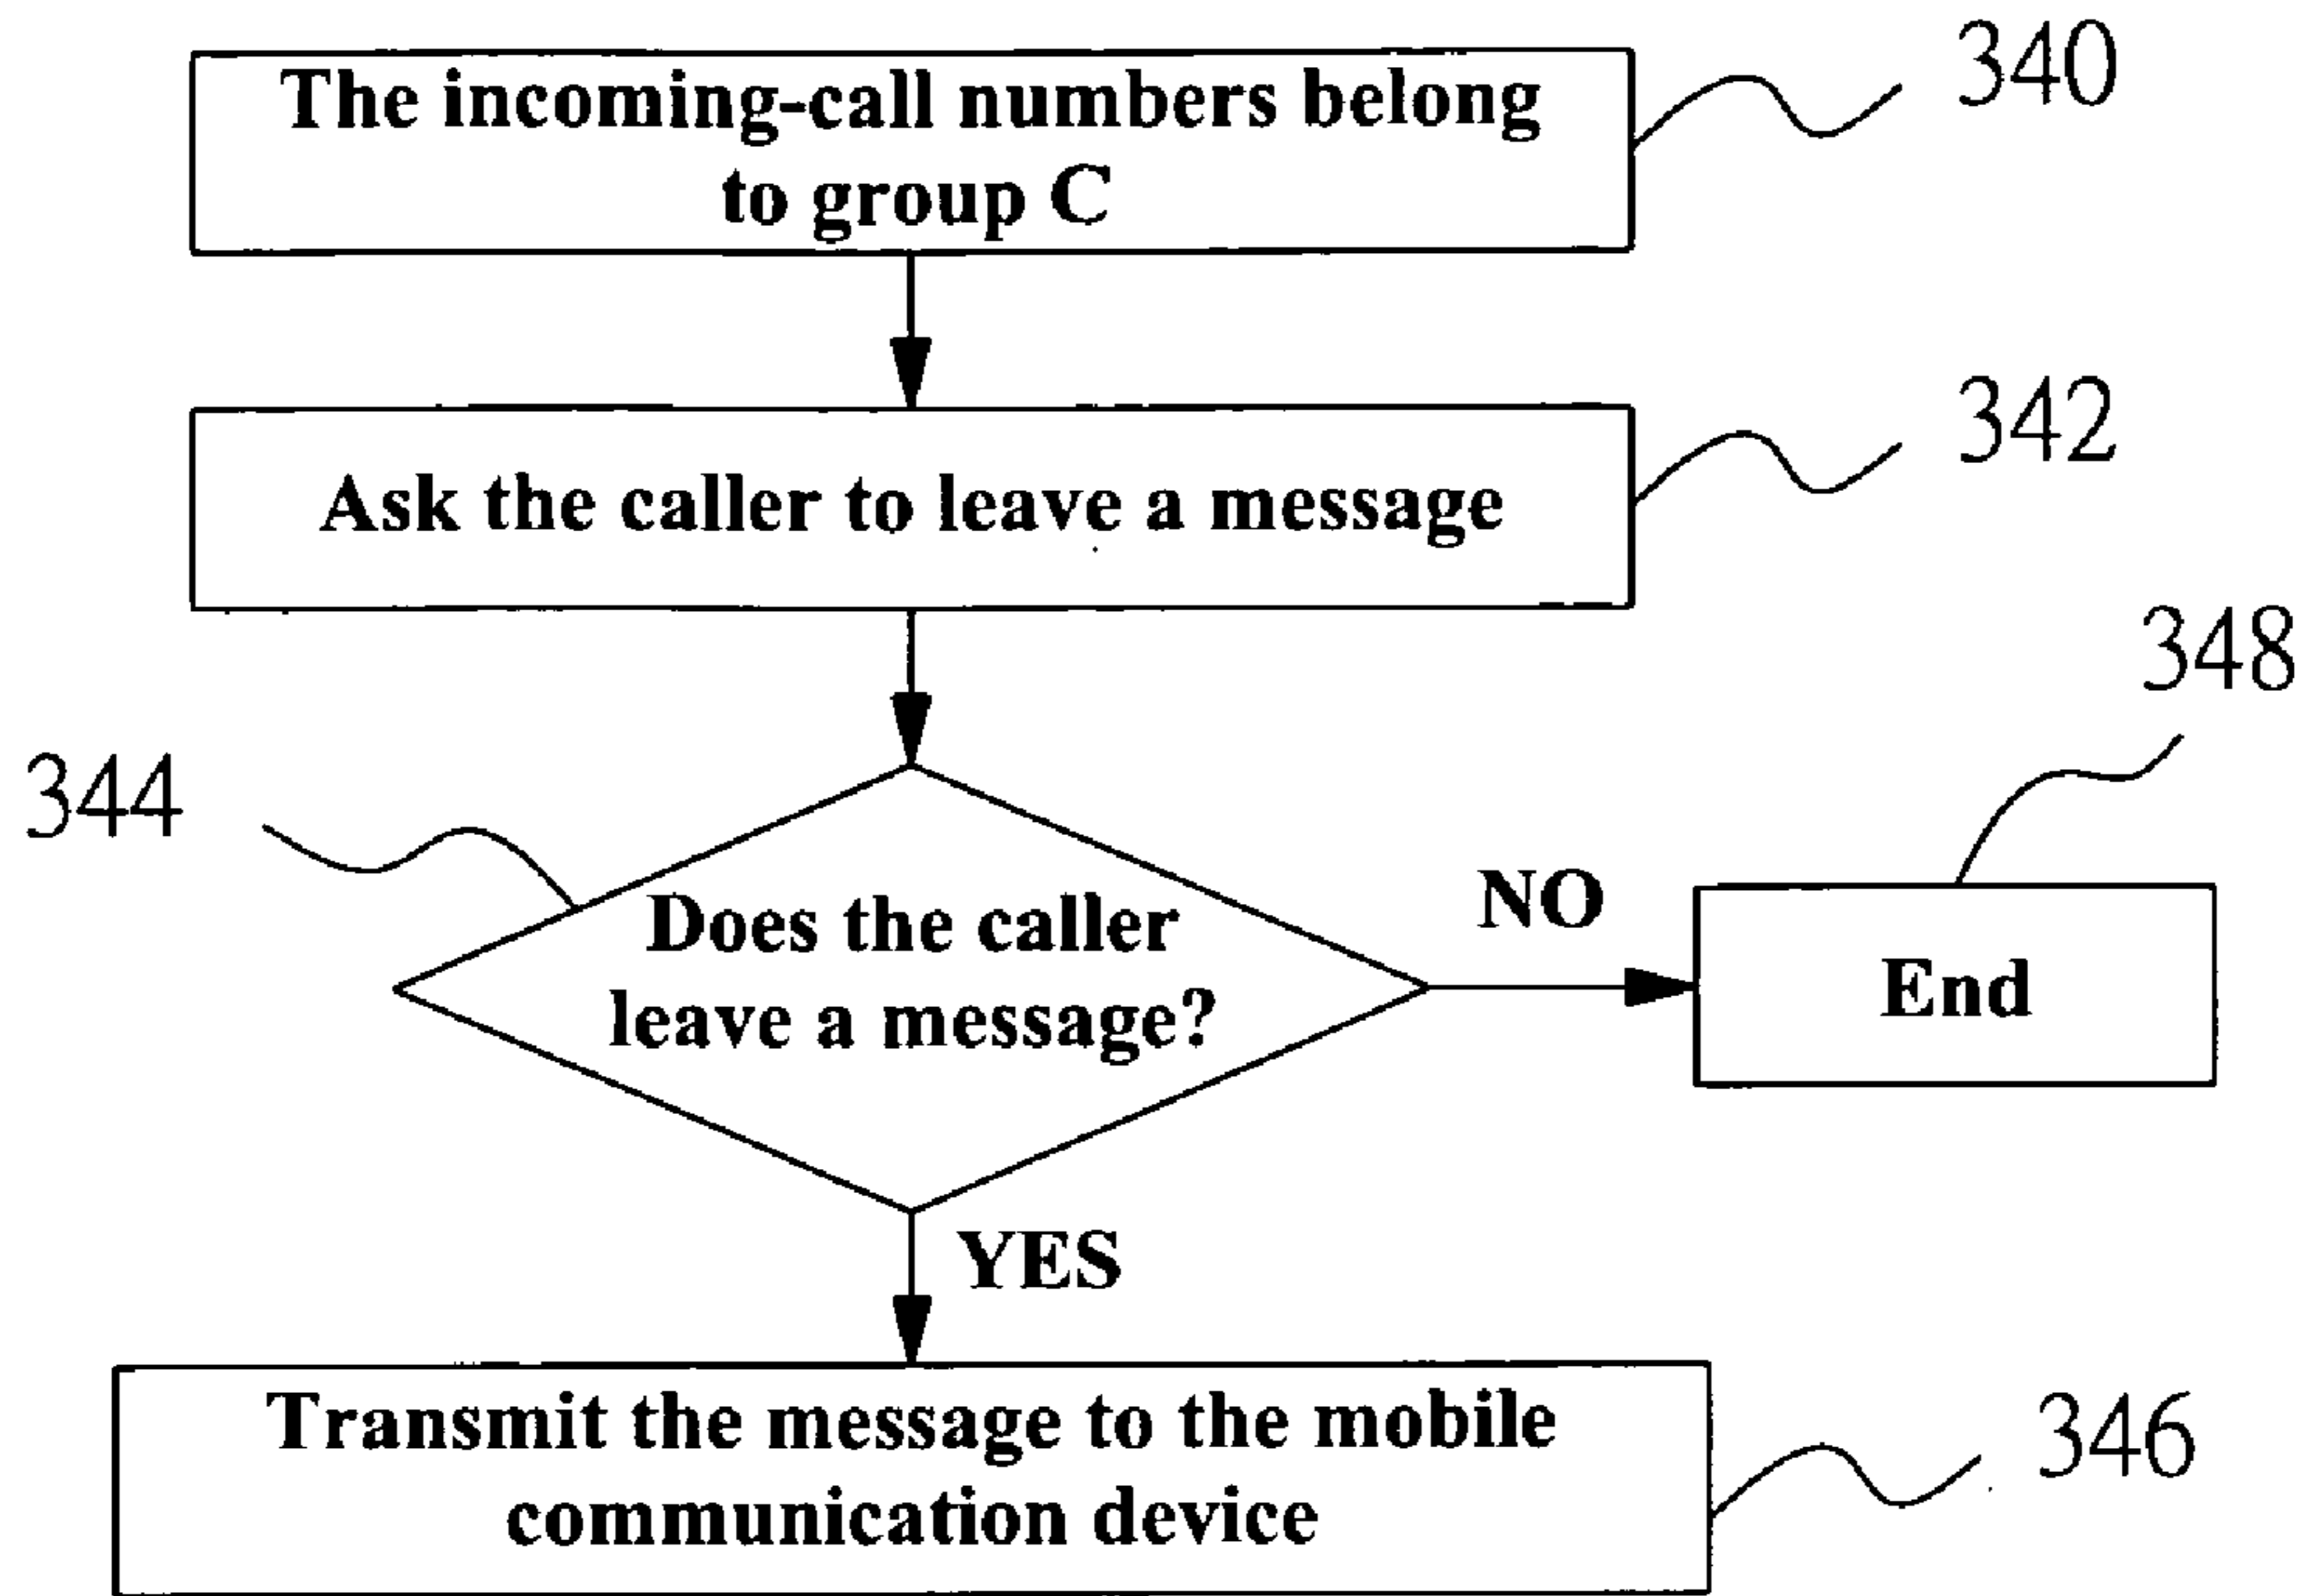 The incoming-call numbers belong
to group C
340
Ask the caller to leave a message
342
348
344
Does the caller
leave a message?
NO
End
YES
Transmit the message to the mobile
communication device
346